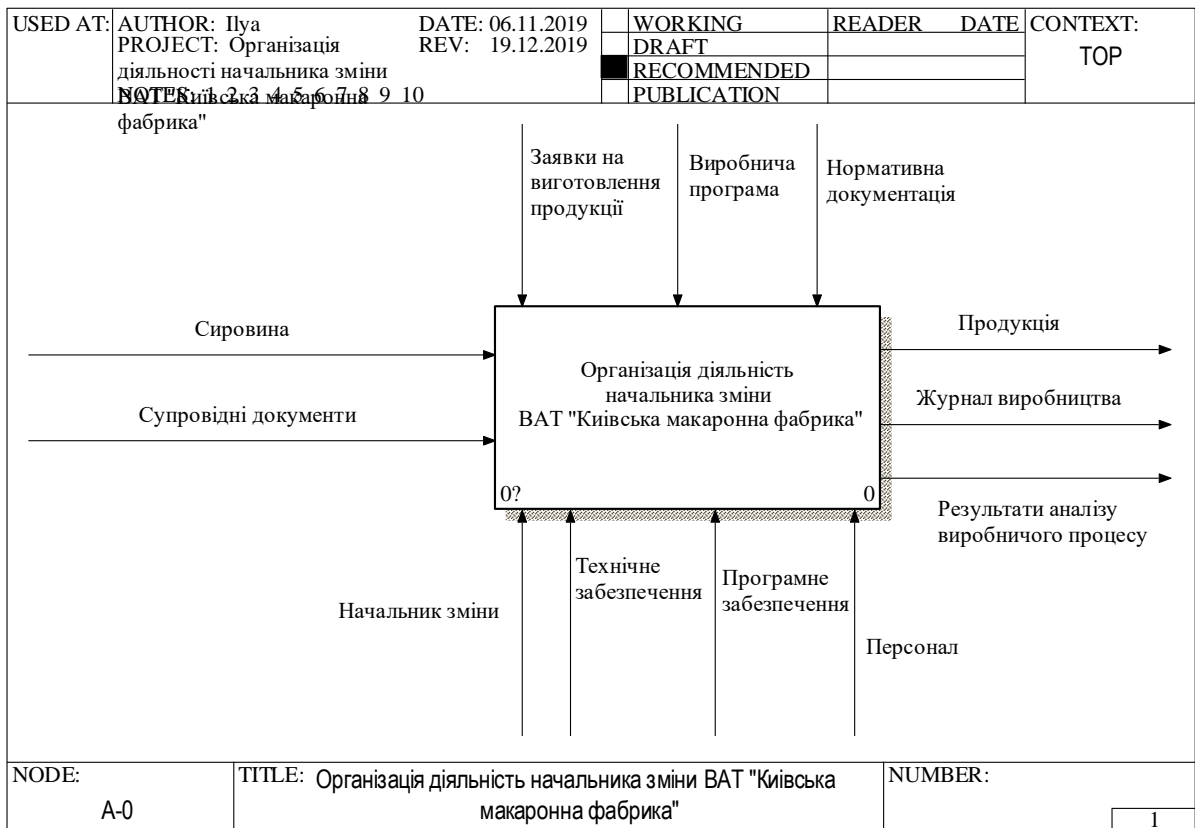 USED AT:
AUTHOR: Ilya
DATE: 06.11.2019
PROJECT: Організація
діяльності начальника зміни
ВАТ "Київська макаронна
фабрика"
REV: 19.12.2019
NOTES: 1 2 3 4 5 6 7 8 9 10
WORKING
DRAFT
RECOMMENDED
PUBLICATION
READER DATE
CONTEXT:
TOP
Заявки на
виготовлення
продукції
Виробнича
програма
Нормативна
документація
Сировина
Супровідні документи
Організація діяльність
начальника зміни
ВАТ "Киівська макаронна фабрика"
0?
0
Продукція
Журнал виробництва
Результати аналізу
виробничого процесу
Начальник зміни
Технічне
забезпечення
Програмне
забезпечення
Персонал
NODE:
A-0
TITLE: Організація діяльність начальника зміни ВАТ "Киівська
макаронна фабрика"
NUMBER:
1